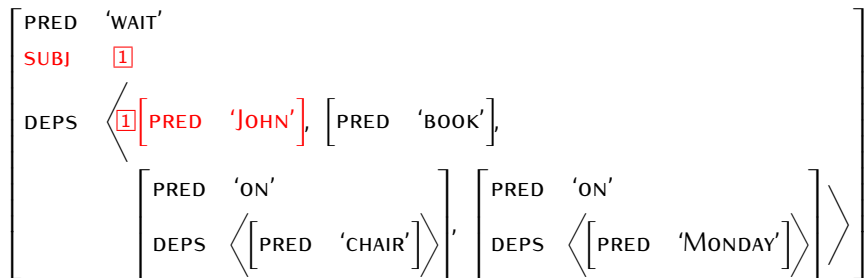 PRED ‘WAIT’
SUBJ 1
DEPS ⟨ 1 [PRED ‘JOHN’], [PRED ‘BOOK’],
PRED ‘ON’ PRED ‘ON’
DEPS ⟨[PRED ‘CHAIR’]⟩ , DEPS ⟨[PRED ‘MONDAY’]⟩ ⟩